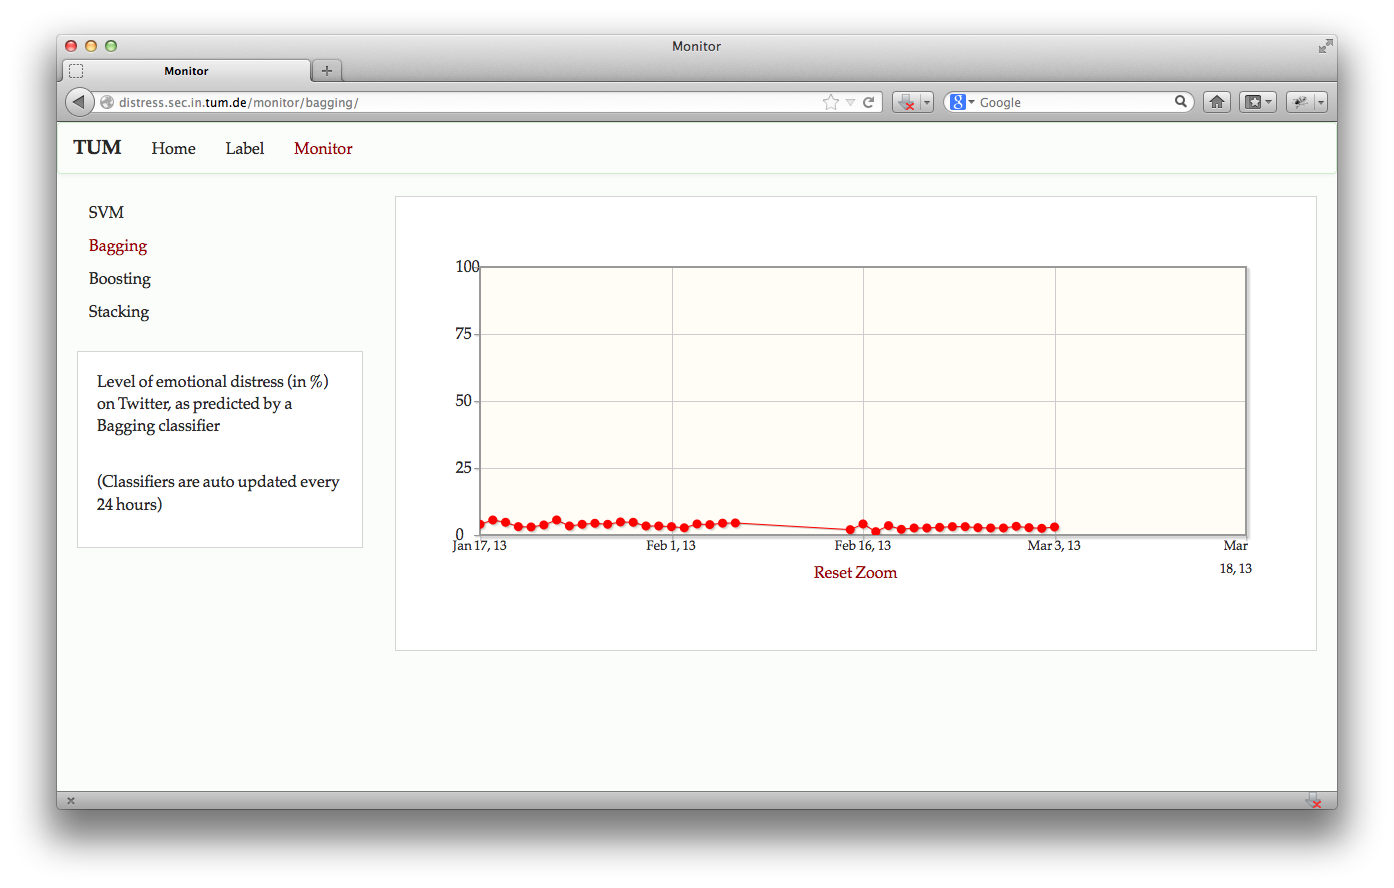 Monitor
Monitor
distress.sec.in.tum.de/monitor/bagging/
Google
TUM Home Label Monitor
SVM
Bagging
Boosting
Stacking
Level of emotional distress (in %)
on Twitter, as predicted by a
Bagging classifier
(Classifiers are auto updated every
24 hours)
100
75
50
25
0
Jan 17, 13 Feb 1, 13 Feb 16, 13 Mar 3, 13 Mar
18, 13
Reset Zoom